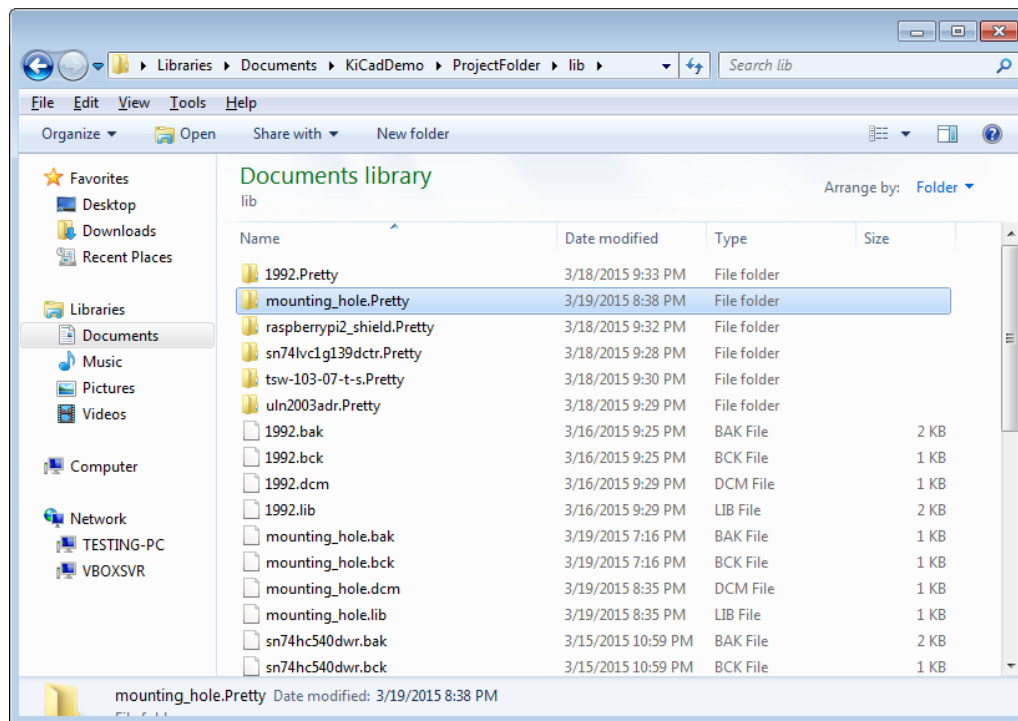 Libraries Documents KiCadDemo ProjectFolder lib Search lib
File Edit View Tools Help
Organize Open Share with New folder
Favorites
Desktop
Downloads
Recent Places
Libraries
Documents
Music
Pictures
Videos
Computer
Network
TESTING-PC
VBOXSVR
Documents library
lib
Arrange by: Folder
Name Date modified Type Size
1992.Pretty 3/18/2015 9:33 PM File folder
mounting_hole.Pretty 3/19/2015 8:38 PM File folder
raspberrypi2_shield.Pretty 3/18/2015 9:32 PM File folder
sn74lvc1g139dctr.Pretty 3/18/2015 9:28 PM File folder
tsw-103-07-t-s.Pretty 3/18/2015 9:30 PM File folder
uln2003adr.Pretty 3/18/2015 9:29 PM File folder
1992.bak 3/16/2015 9:25 PM BAK File 2 KB
1992.bck 3/16/2015 9:25 PM BCK File 1 KB
1992.dcm 3/16/2015 9:29 PM DCM File 1 KB
1992.lib 3/16/2015 9:29 PM LIB File 2 KB
mounting_hole.bak 3/19/2015 7:16 PM BAK File 1 KB
mounting_hole.bck 3/19/2015 7:16 PM BCK File 1 KB
mounting_hole.dcm 3/19/2015 8:35 PM DCM File 1 KB
mounting_hole.lib 3/19/2015 8:35 PM LIB File 1 KB
sn74hc540dwr.bak 3/15/2015 10:59 PM BAK File 2 KB
sn74hc540dwr.bck 3/15/2015 10:59 PM BCK File 1 KB
mounting_hole.Pretty Date modified: 3/19/2015 8:38 PM